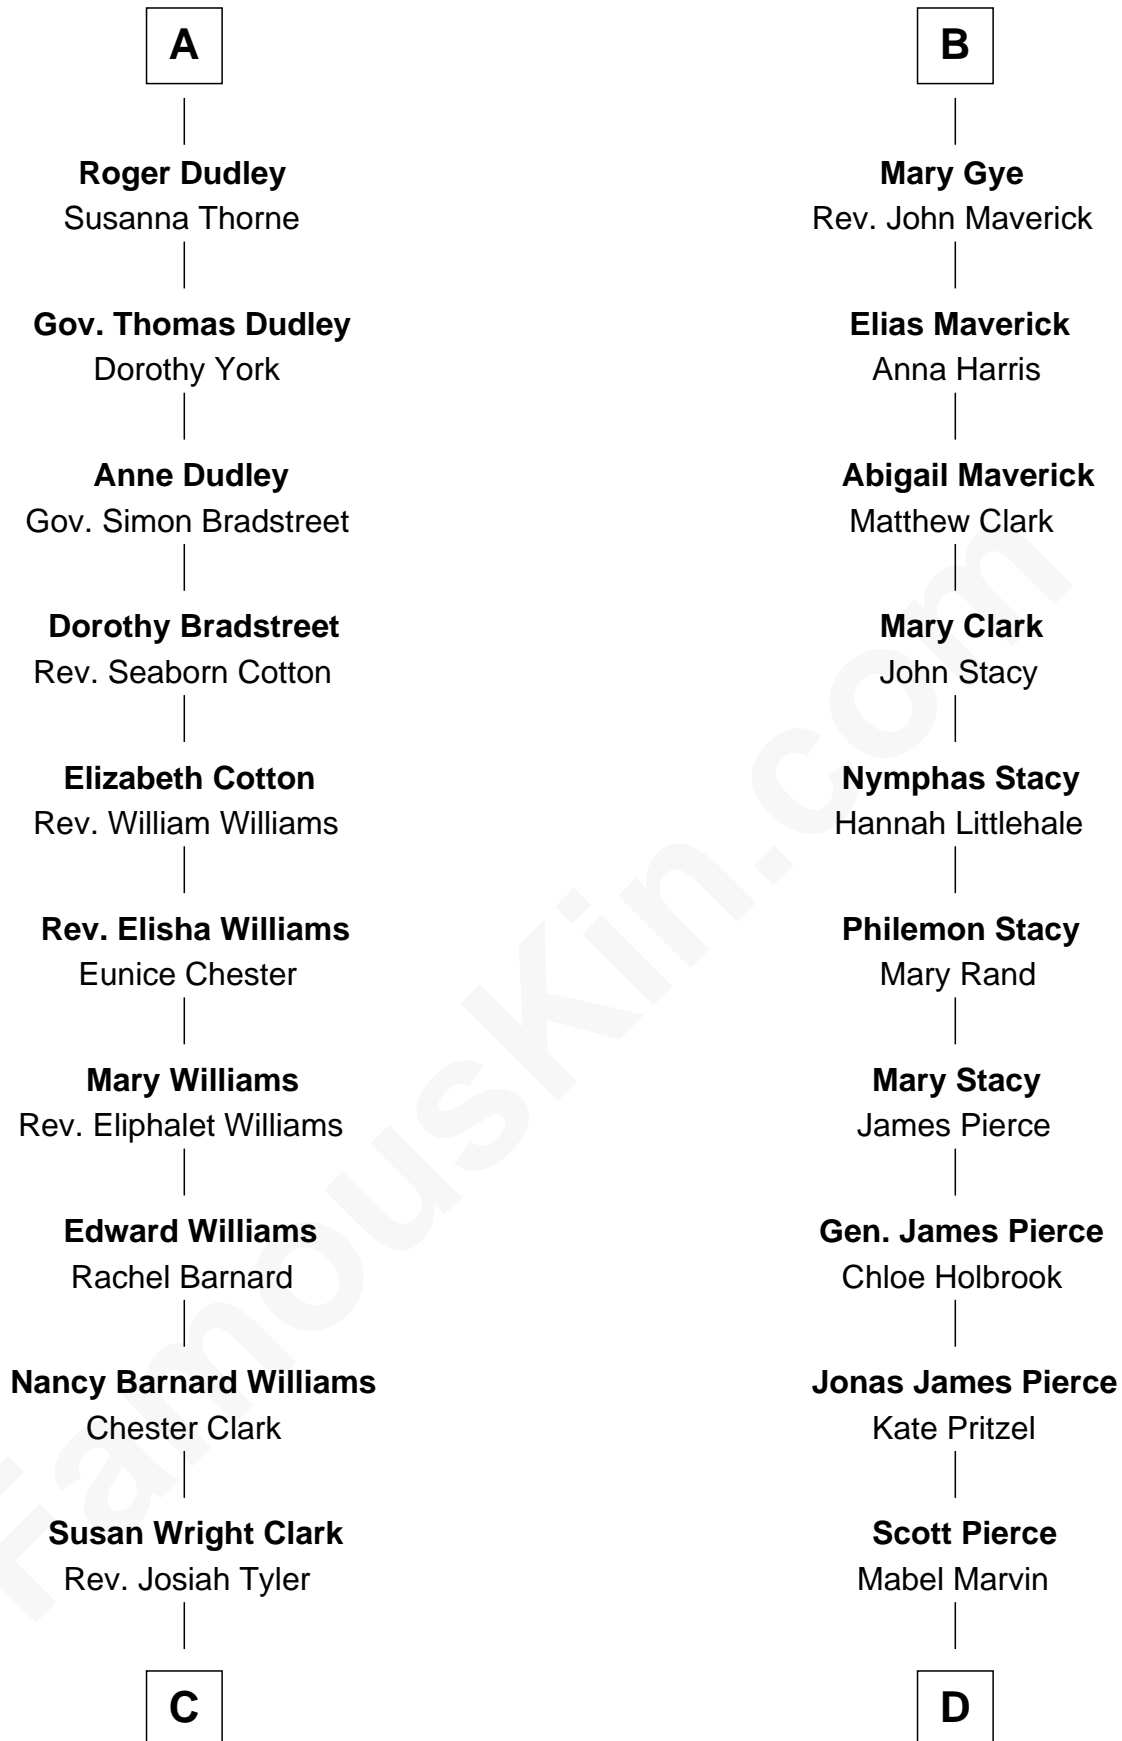 A
Roger Dudley
Susanna Thorne
Gov. Thomas Dudley
Dorothy York
Anne Dudley
Gov. Simon Bradstreet
Dorothy Bradstreet
Rev. Seaborn Cotton
Elizabeth Cotton
Rev. William Williams
Rev. Elisha Williams
Eunice Chester
Mary Williams
Rev. Eliphalet Williams
Edward Williams
Rachel Barnard
Nancy Barnard Williams
Chester Clark
Susan Wright Clark
Rev. Josiah Tyler
C
B
Mary Gye
Rev. John Maverick
Elias Maverick
Anna Harris
Abigail Maverick
Matthew Clark
Mary Clark
John Stacy
Nymphas Stacy
Hannah Littlehale
Philemon Stacy
Mary Rand
Mary Stacy
James Pierce
Gen. James Pierce
Chloe Holbrook
Jonas James Pierce
Kate Pritzel
Scott Pierce
Mabel Marvin
D
FamousKin.com